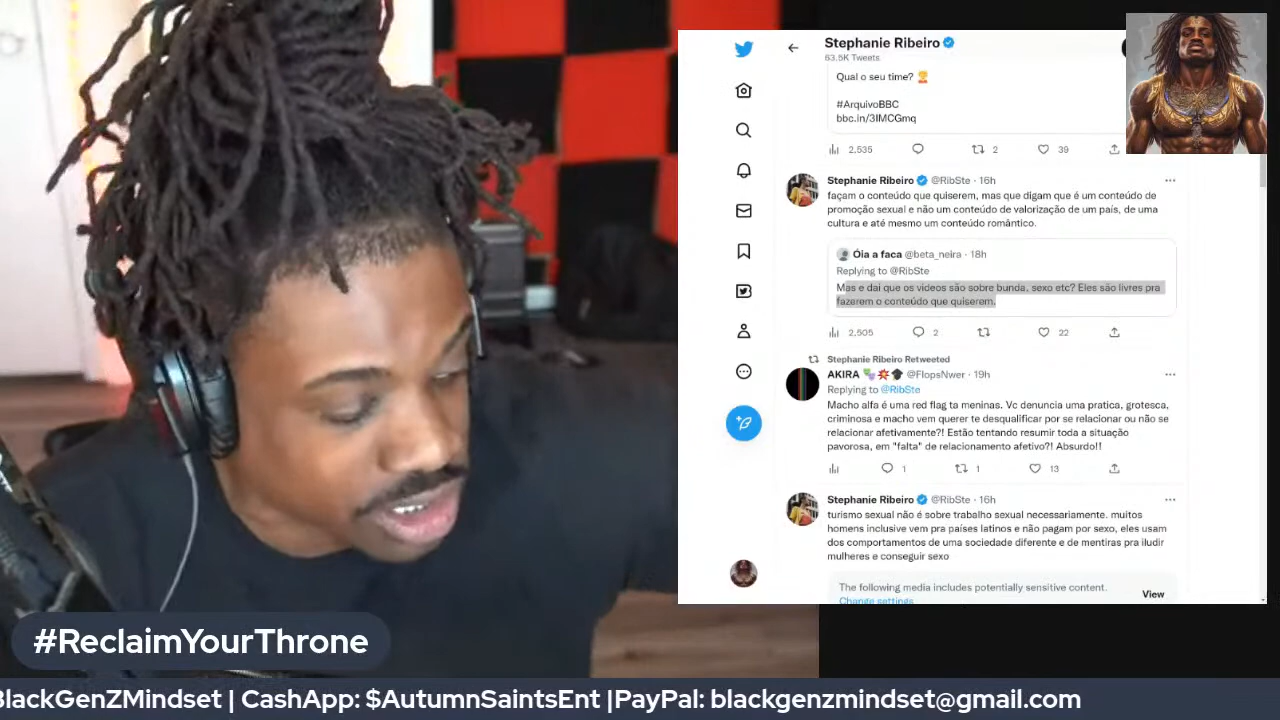 Stephanie Ribeiro
63.5K Tweets
Qual o seu time?
#ArquivoBBC
bbc.in/3IMCGmq
2,535
2
39
Stephanie Ribeiro @RibSte · 16h
façam o conteúdo que quiserem, mas que digam que é um conteúdo de
promoção sexual e não um conteúdo de valorização de um país, de uma
cultura e até mesmo um conteúdo romântico.
Óia a faca @beta_neira · 18h
Replying to @RibSte
Mas e dai que os videos são sobre bunda, sexo etc? Eles são livres pra
fazerem o conteúdo que quiserem.
2,505
2
22
Stephanie Ribeiro Retweeted
AKIRA @FlopsNwer · 19h
Replying to @RibSte
Macho alfa é uma red flag ta meninas. Vc denuncia uma pratica, grotesca,
criminosa e macho vem querer te desqualificar por se relacionar ou não se
relacionar afetivamente?! Estão tentando resumir toda a situação
pavorosa, em "falta" de relacionamento afetivo?! Absurdo!!
1
1
13
Stephanie Ribeiro @RibSte · 16h
turismo sexual não é sobre trabalho sexual necessariamente. muitos
homens inclusive vem pra países latinos e não pagam por sexo, eles usam
dos comportamentos de uma sociedade diferente e de mentiras pra iludir
mulheres e conseguir sexo
The following media includes potentially sensitive content.
Change settings
View
#ReclaimYourThrone
BlackGenZMindset | CashApp: $AutumnSaintsEnt |PayPal: blackgenzmindset@gmail.com